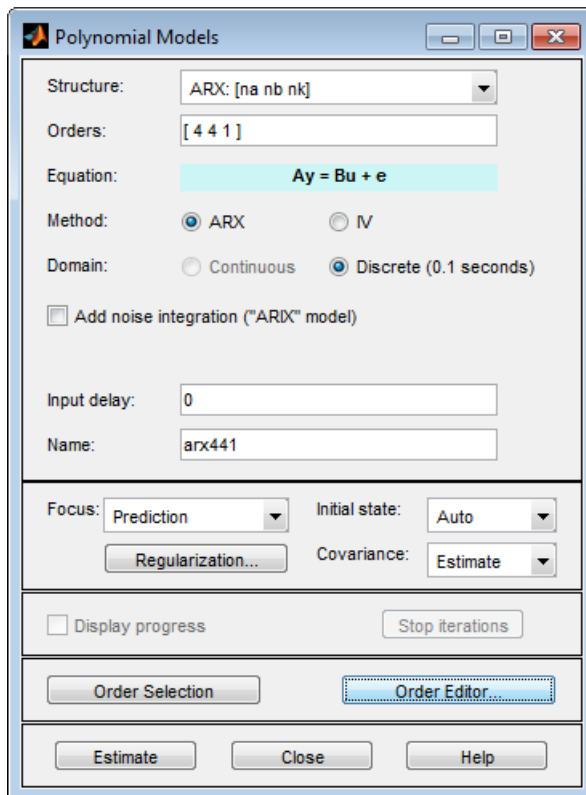 Polynomial Models
Structure: ARX: [na nb nk]
Orders: [ 4 4 1 ]
Equation: Ay = Bu + e
Method: ARX IV
Domain: Continuous Discrete (0.1 seconds)
Add noise integration ("ARIX" model)
Input delay: 0
Name: arx441
Focus: Prediction Initial state: Auto
Regularization... Covariance: Estimate
Display progress Stop iterations
Order Selection Order Editor...
Estimate Close Help